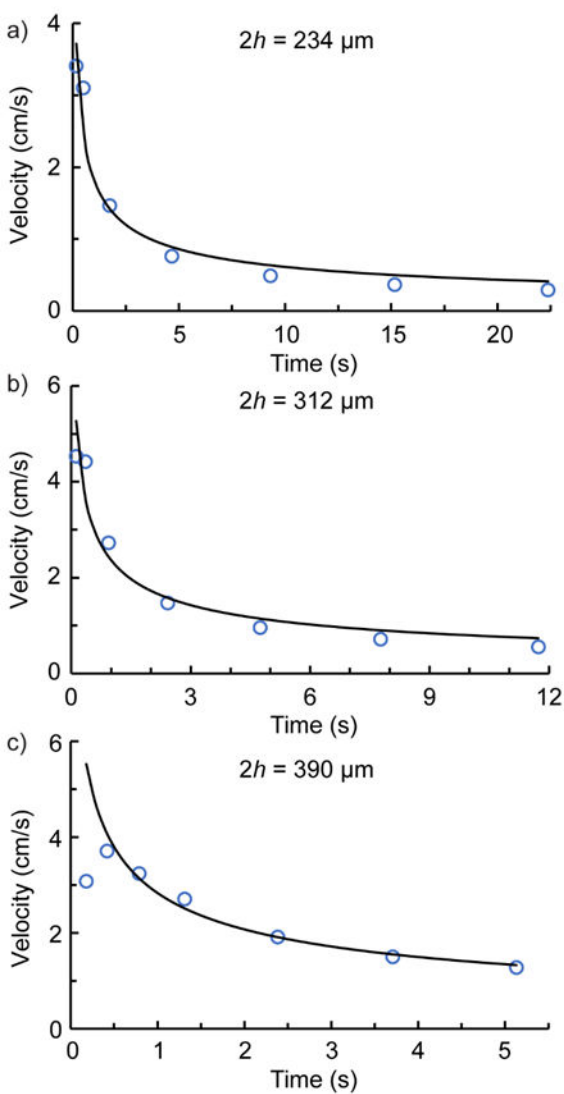 a)
2h = 234 µm
4
2
0
Velocity (cm/s)
0 5 10 15 20
Time (s)
b)
2h = 312 µm
6
4
2
0
Velocity (cm/s)
0 3 6 9 12
Time (s)
c)
2h = 390 µm
6
4
2
0
Velocity (cm/s)
0 1 2 3 4 5
Time (s)